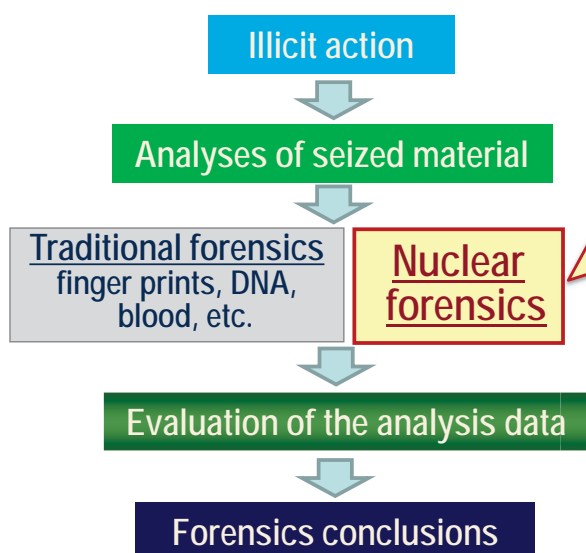 Illicit action
Analyses of seized material
Traditional forensics
finger prints, DNA,
blood, etc.
Nuclear
forensics
Evaluation of the analysis data
Forensics conclusions